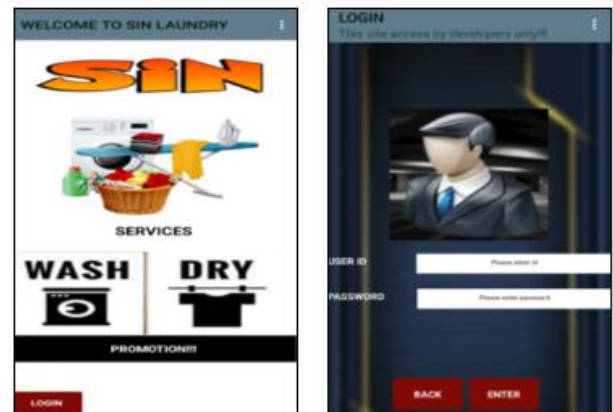 WELCOME TO SIN LAUNDRY
SiN
SERVICES
WASH DRY
PROMOTION!!!
LOGIN
LOGIN
This site access by developers only!!!
USER ID Please enter id
PASSWORD Please enter password
BACK ENTER